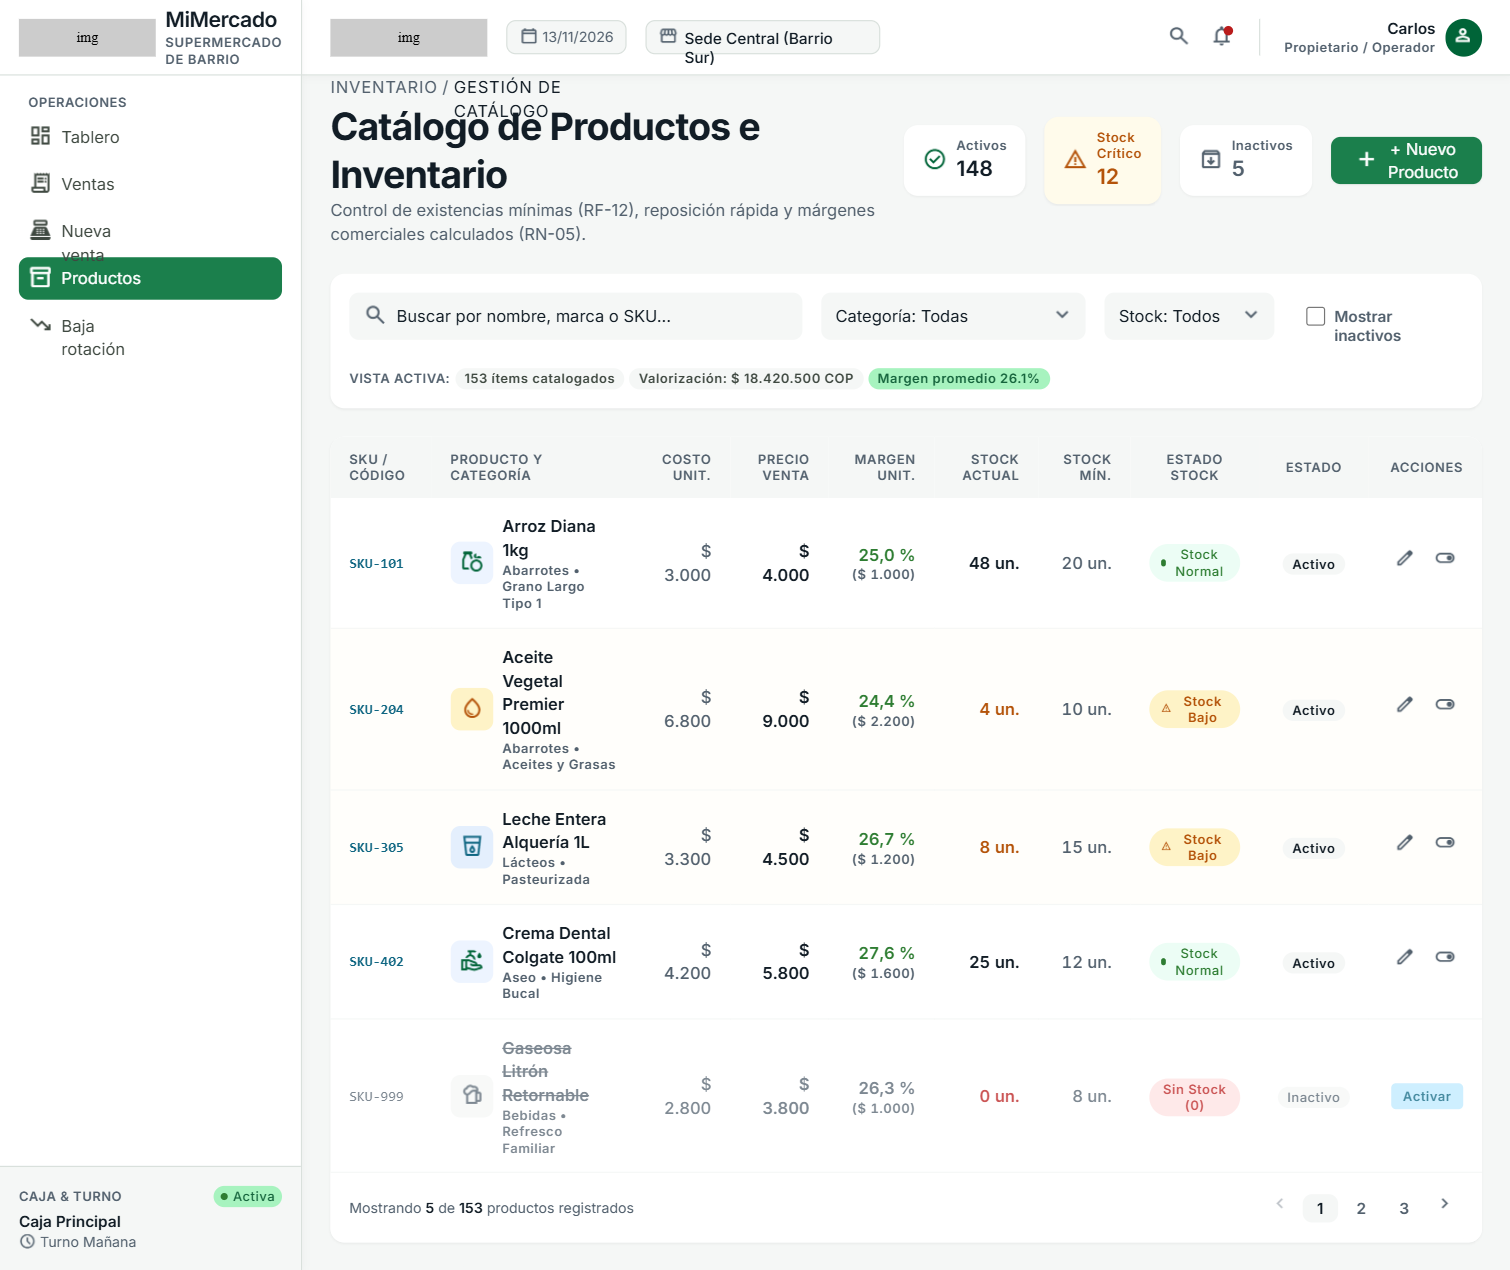 img
MiMercado
SUPERMERCADO
DE BARRIO
OPERACIONES
Tablero
Ventas
Nueva
venta
Productos
Baja
rotación
CAJA & TURNO
Activa
Caja Principal
Turno Mañana
img
13/11/2026
Sede Central (Barrio
Sur)
Carlos
Propietario / Operador
INVENTARIO / GESTIÓN DE
CATÁLOGO
Catálogo de Productos e
Inventario
Control de existencias mínimas (RF-12), reposición rápida y márgenes
comerciales calculados (RN-05).
Activos
148
Stock
Crítico
12
Inactivos
5
+ Nuevo
Producto
Buscar por nombre, marca o SKU...
Categoría: Todas
Stock: Todos
Mostrar
inactivos
VISTA ACTIVA: 153 ítems catalogados Valorización: $ 18.420.500 COP Margen promedio 26.1%
SKU /
CÓDIGO
PRODUCTO Y
CATEGORÍA
COSTO
UNIT.
PRECIO
VENTA
MARGEN
UNIT.
STOCK
ACTUAL
STOCK
MÍN.
ESTADO
STOCK
ESTADO
ACCIONES
SKU-101
Arroz Diana
1kg
Abarrotes •
Grano Largo
Tipo 1
$
3.000
$
4.000
25,0 %
($ 1.000)
48 un.
20 un.
Stock
Normal
Activo
SKU-204
Aceite
Vegetal
Premier
1000ml
Abarrotes •
Aceites y Grasas
$
6.800
$
9.000
24,4 %
($ 2.200)
4 un.
10 un.
Stock
Bajo
Activo
SKU-305
Leche Entera
Alquería 1L
Lácteos •
Pasteurizada
$
3.300
$
4.500
26,7 %
($ 1.200)
8 un.
15 un.
Stock
Bajo
Activo
SKU-402
Crema Dental
Colgate 100ml
Aseo • Higiene
Bucal
$
4.200
$
5.800
27,6 %
($ 1.600)
25 un.
12 un.
Stock
Normal
Activo
SKU-999
Gaseosa
Litrón
Retornable
Bebidas •
Refresco
Familiar
$
2.800
$
3.800
26,3 %
($ 1.000)
0 un.
8 un.
Sin Stock
(0)
Inactivo
Activar
Mostrando 5 de 153 productos registrados
1 2 3